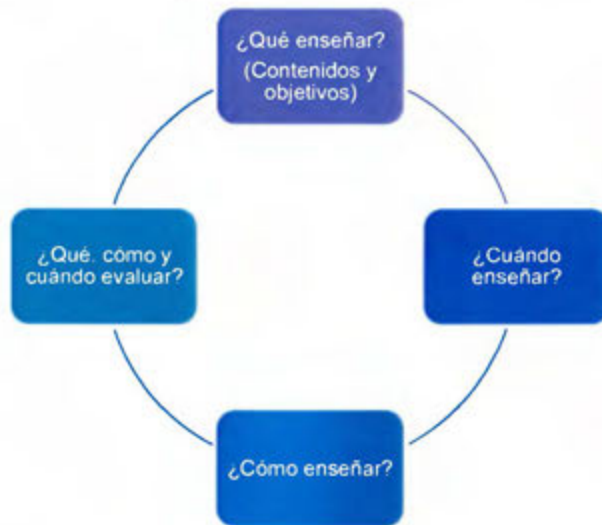 ¿Qué enseñar?
(Contenidos y
objetivos)
¿Cuándo
enseñar?
¿Cómo enseñar?
¿Qué. cómo y
cuándo evaluar?